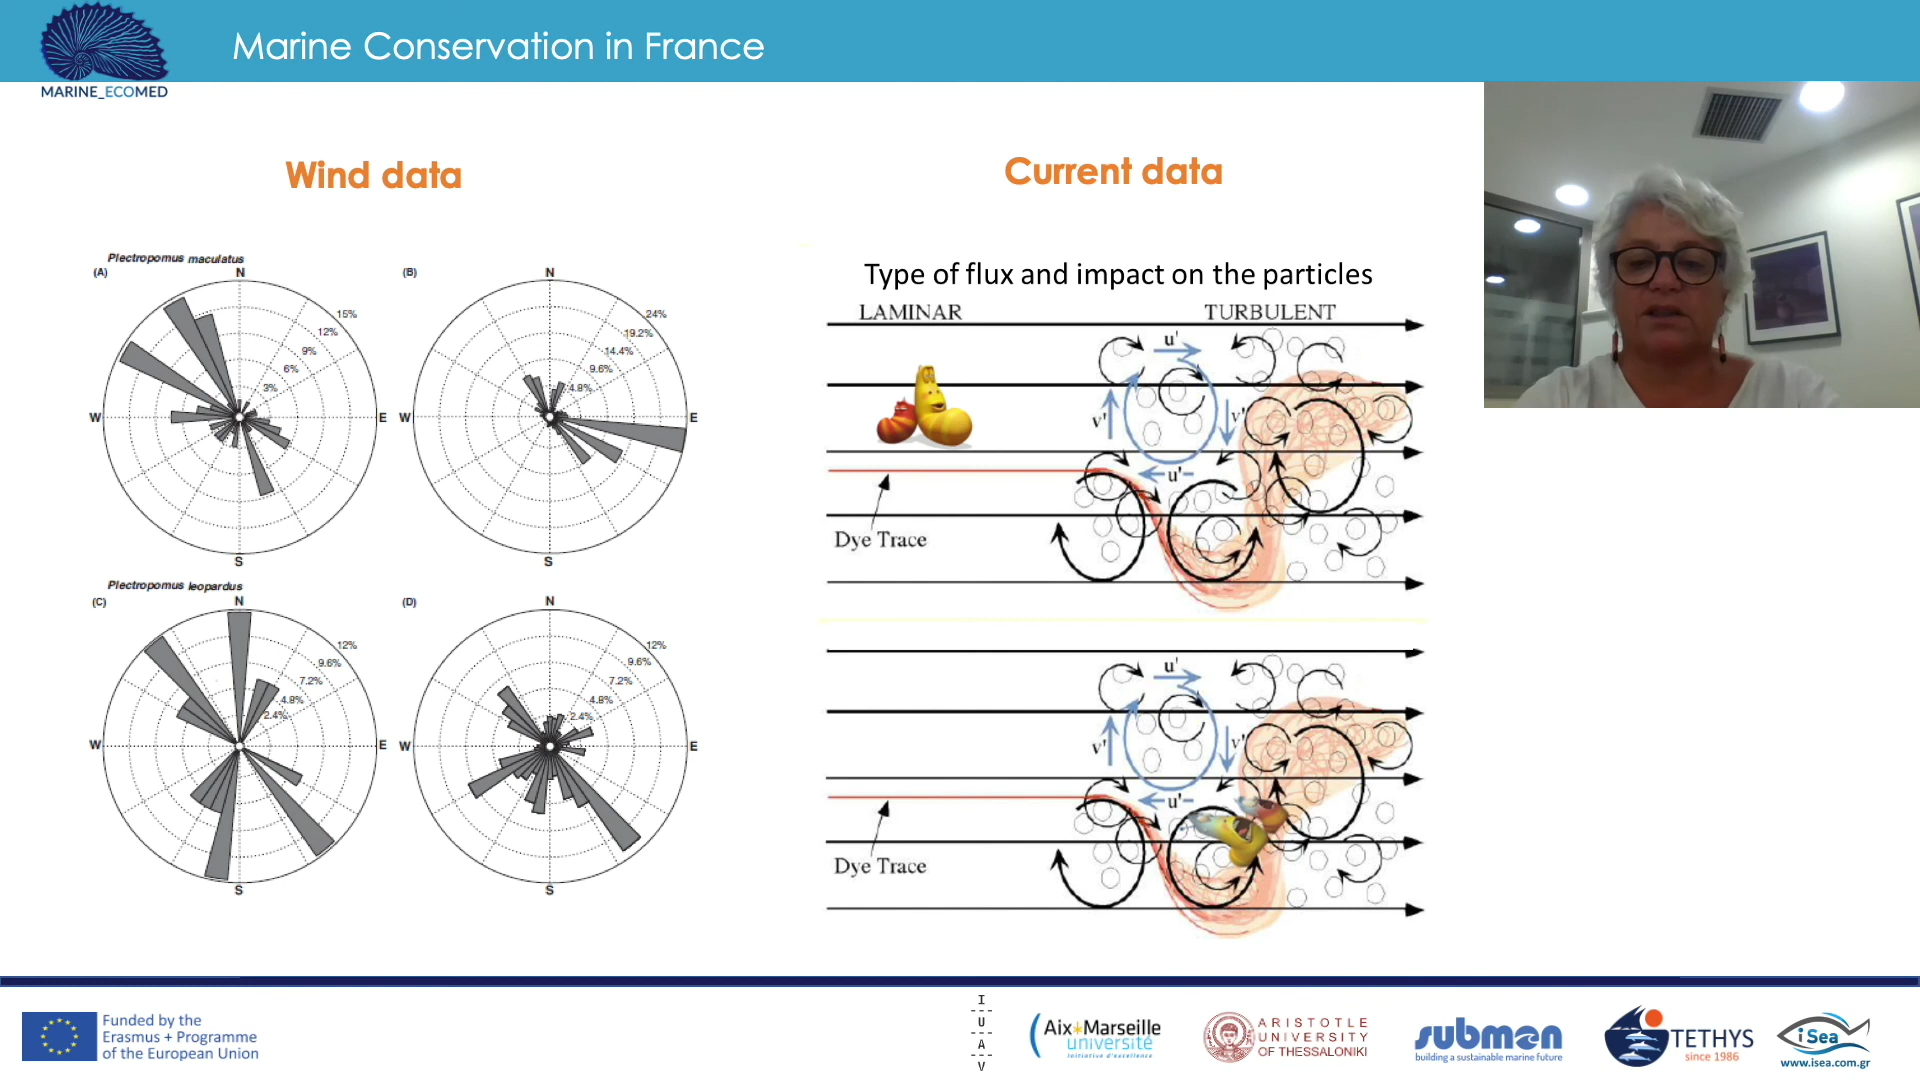 Marine Conservation in France
MARINE_ECOMED
Wind data
Plectropomus maculatus
(A)
N
15%
12%
9%
6%
3%
W
E
S
(B)
N
24%
19.2%
14.4%
9.6%
4.8%
W
E
S
Plectropomus leopardus
(C)
N
12%
9.6%
7.2%
4.8%
2.4%
W
E
S
(D)
N
12%
9.6%
7.2%
4.8%
2.4%
W
E
S
Current data
Type of flux and impact on the particles
LAMINAR
TURBULENT
u'
v'
v'
u'
Dye Trace
u'
v'
v'
u'
Dye Trace
Funded by the
Erasmus + Programme
of the European Union
I
U
A
V
Aix*Marseille
université
initiative d'excellence
ARISTOTLE
UNIVERSITY
OF THESSALONIKI
submon
building a sustainable marine future
TETHYS
since 1986
iSea
www.isea.com.gr